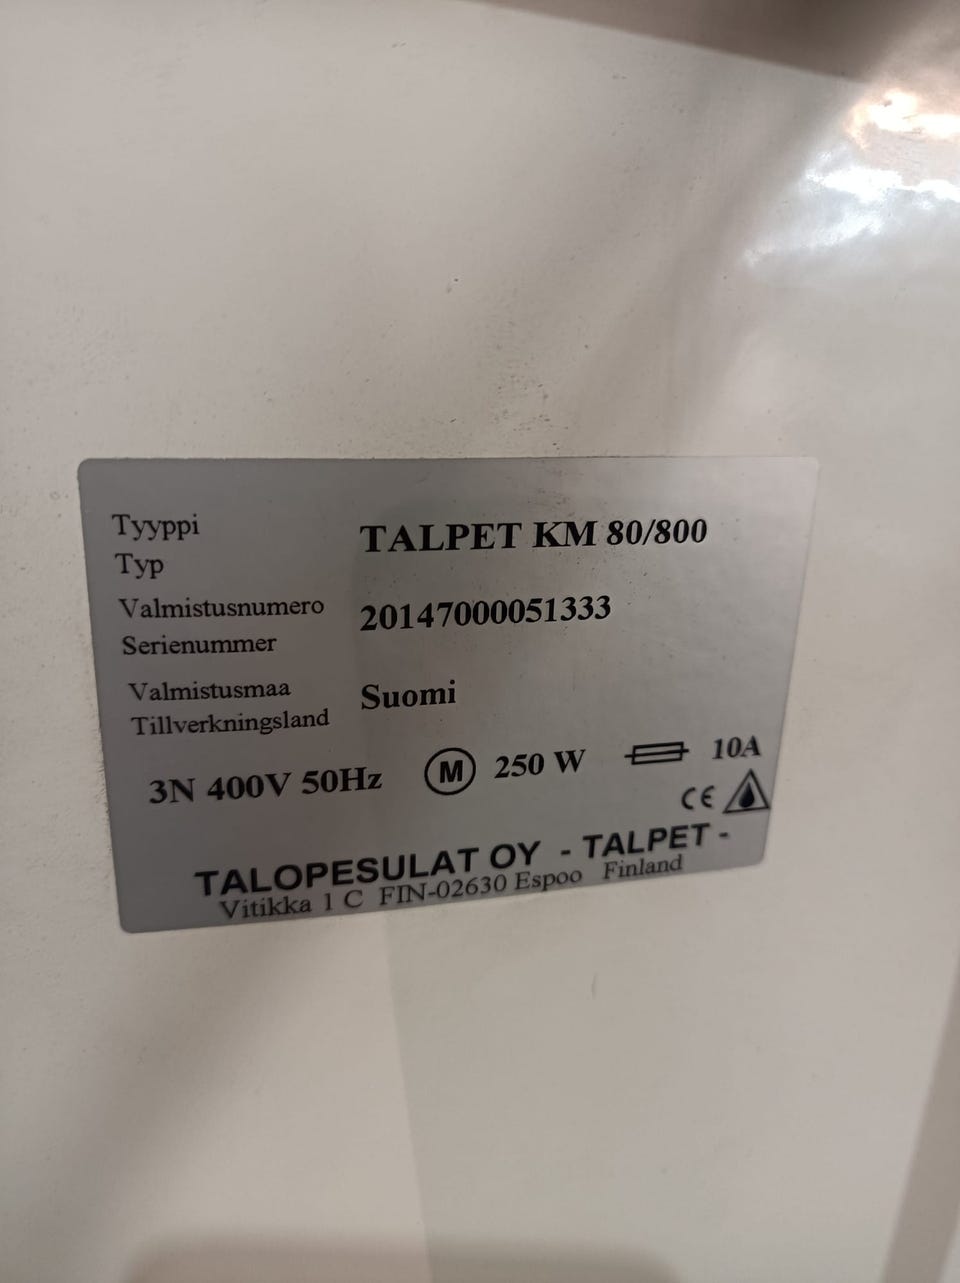 Tyyppi
Typ
TALPET KM 80/800
Valmistusnumero
Serienummer
20147000051333
Valmistusmaa
Tillverkningsland
Suomi
3N 400V 50Hz M 250 W 10A
CE
TALOPESULAT OY - TALPET -
Vitikka 1 C FIN-02630 Espoo Finland